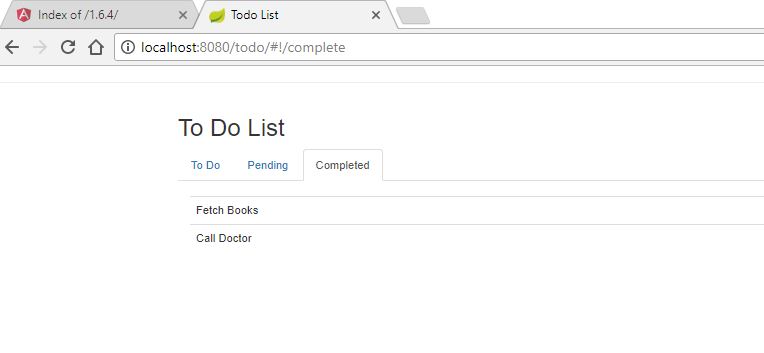 Index of /1.6.4/
Todo List
localhost:8080/todo/#!/complete
To Do List
To Do Pending Completed
Fetch Books
Call Doctor